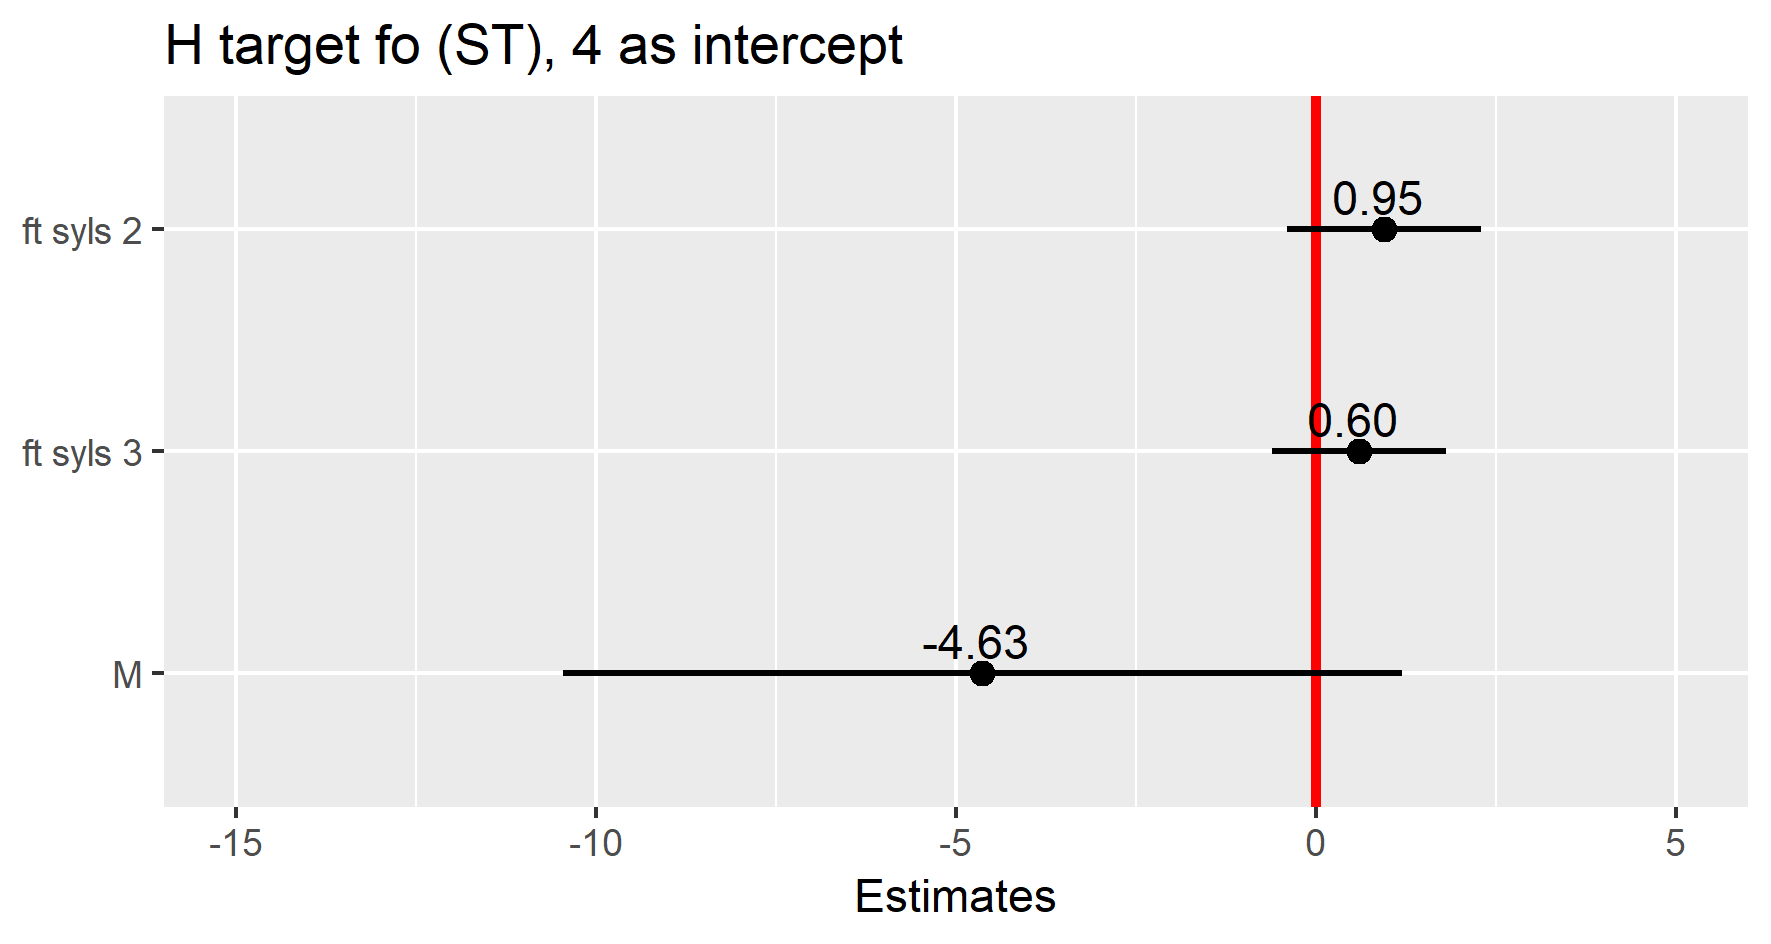 H target fo (ST), 4 as intercept
0.95
ft syls 2
0.60
ft syls 3
-4.63
M
-15 -10 -5 0 5
Estimates